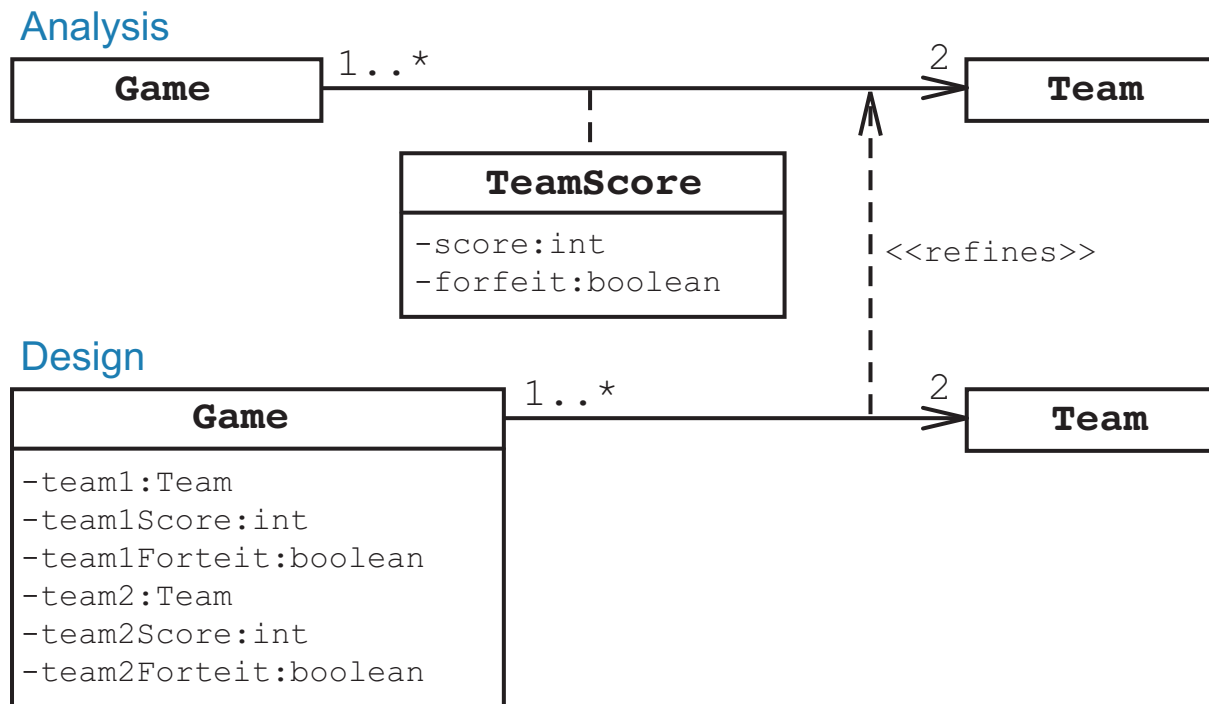 Analysis
1..*
2
Game
Team
TeamScore
-score:int
-forfeit:boolean
<<refines>>
Design
1..*
2
Game
Team
-team1:Team
-team1Score:int
-team1Forteit:boolean
-team2:Team
-team2Score:int
-team2Forteit:boolean